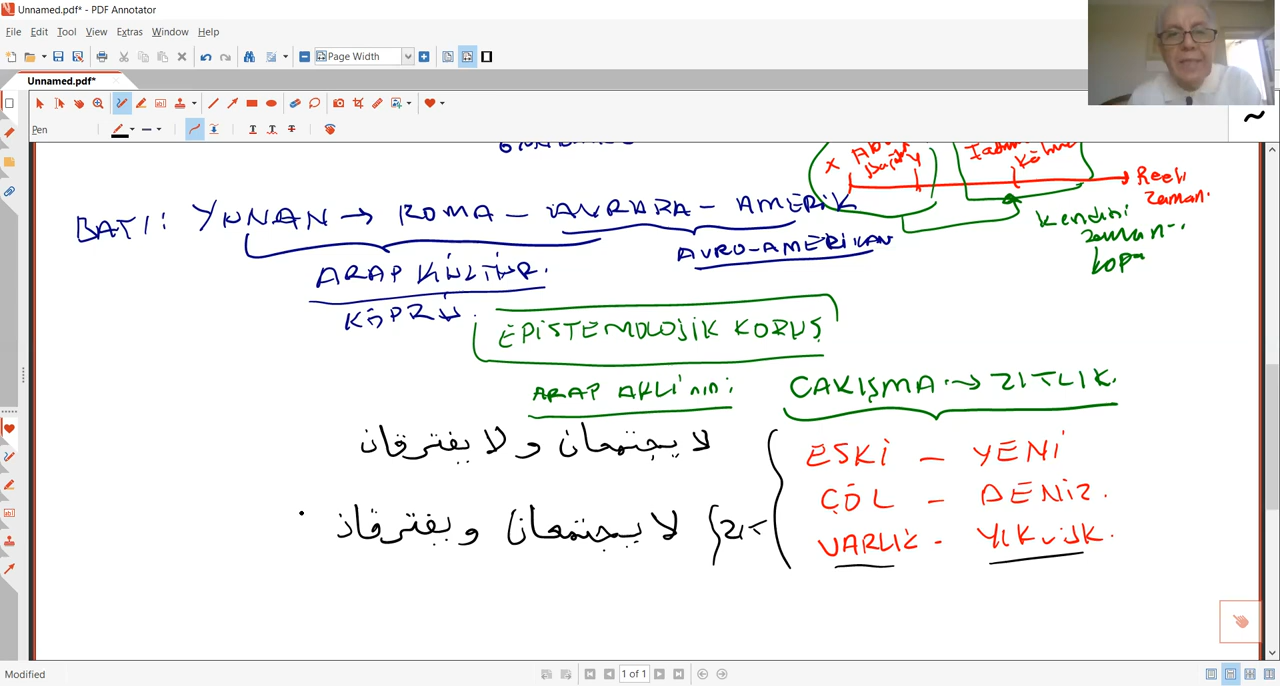 Unnamed.pdf* - PDF Annotator
File Edit Tool View Extras Window Help
Page Width
Unnamed.pdf*
Pen
Reel
Zaman.
BATI: YUNAN → ROMA - AVRUPA - AMERİK
Kendini
zaman
kopa
AVRO-AMERİKAN
ARAP KÜLTÜR.
KÖPRÜ
EPİSTEMOLOJİK KOPUŞ
ARAP AKLI'nın:
ÇAKIŞMA → ZITLIK.
لا يجتمعان و لا يفترقان
ESKİ - YENİ
ÇÖL - DENİZ.
لا يجتمعان ويفترقان
VARLIK - YOKLUK.
Modified
1 of 1